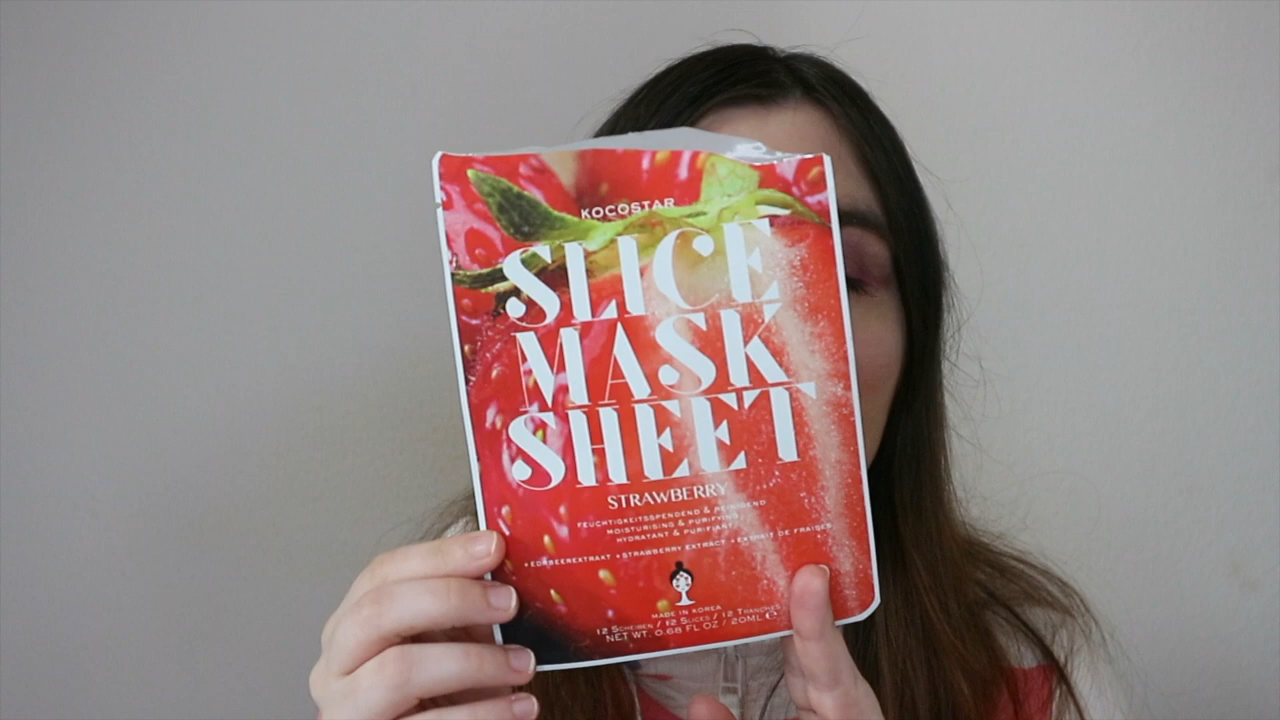 KOCOSTAR
SLICE
MASK
SHEET
STRAWBERRY
FEUCHTIGKEITSSPENDEND & REINIGEND
MOISTURISING & PURIFYING
HYDRATANT & PURIFIANT
+ERDBEEREXTRAKT +STRAWBERRY EXTRACT +EXTRAIT DE FRAISES
MADE IN KOREA
12 SCHEIBEN / 12 SLICES / 12 TRANCHES
NET WT. 0.68 FL OZ / 20ML CE